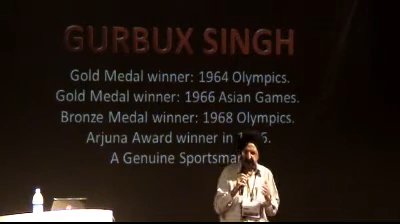 GURBUX SINGH
Gold Medal winner: 1964 Olympics.
Gold Medal winner: 1966 Asian Games.
Bronze Medal winner: 1968 Olympics.
Arjuna Award winner in
A Genuine